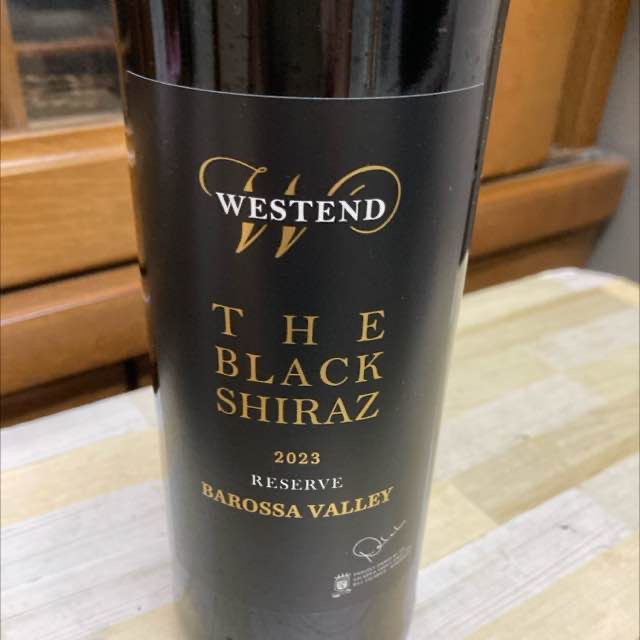 WESTEND
THE
BLACK
SHIRAZ
2023
RESERVE
BAROSSA VALLEY